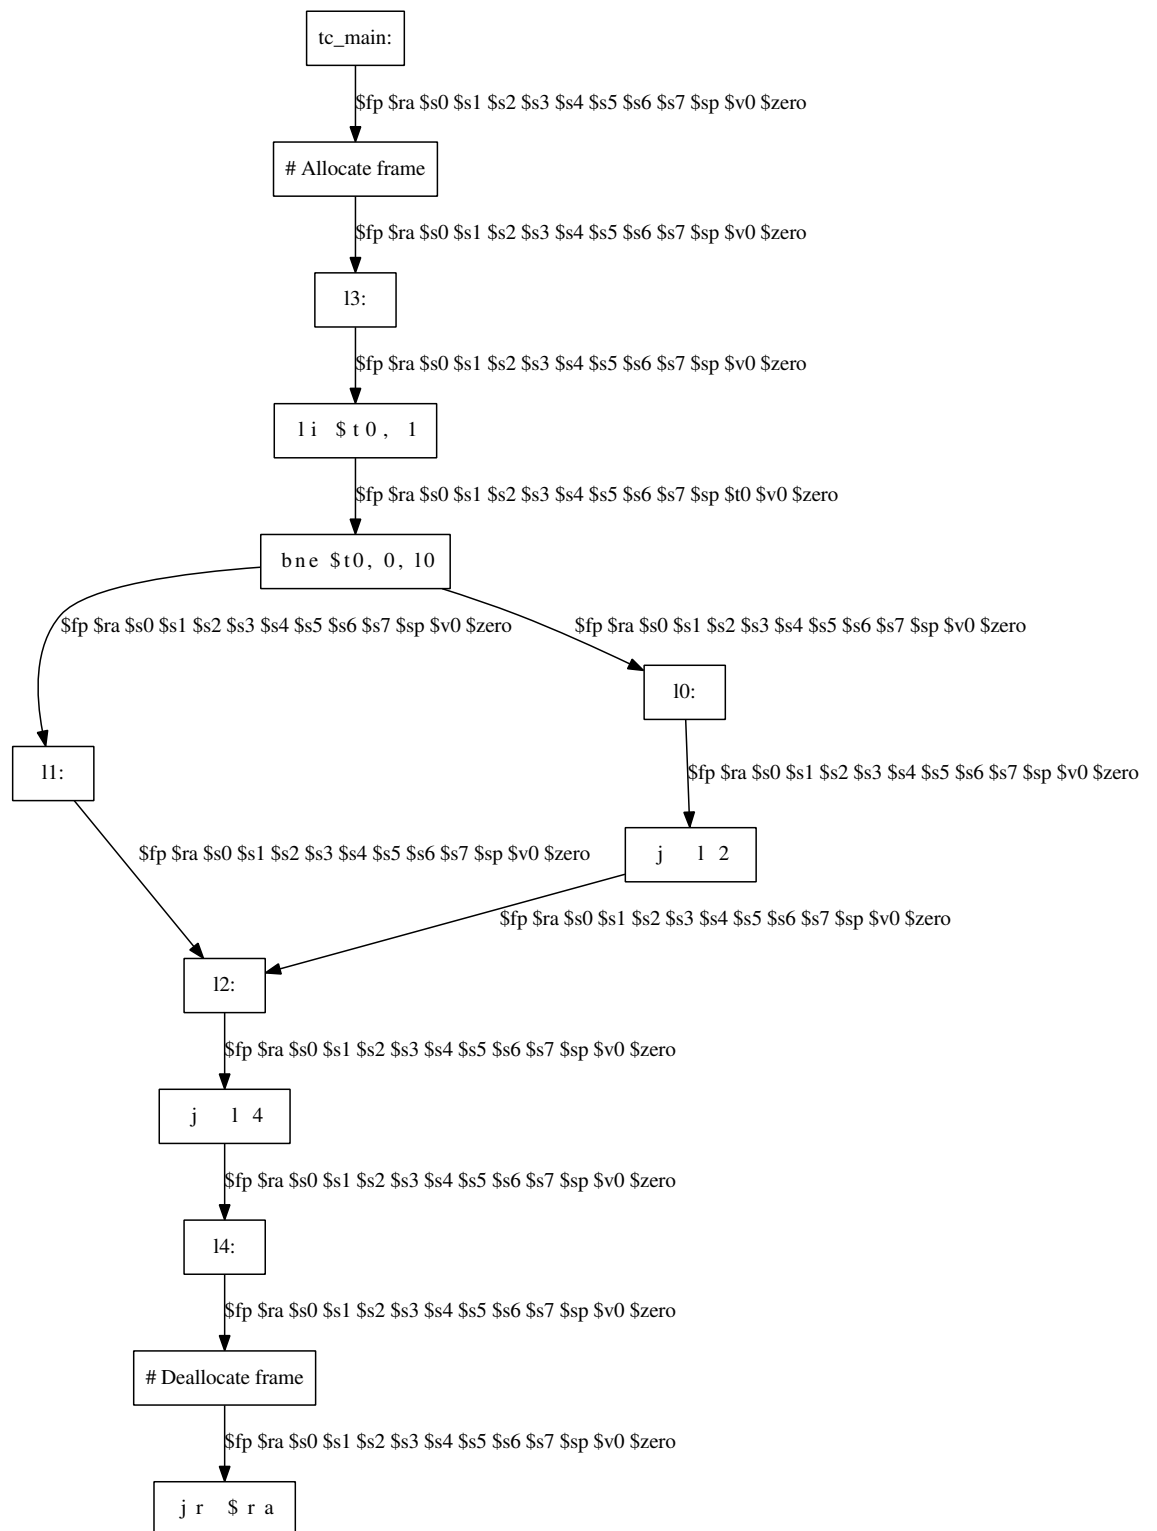 tc_main:
$fp $ra $s0 $s1 $s2 $s3 $s4 $s5 $s6 $s7 $sp $v0 $zero
# Allocate frame
$fp $ra $s0 $s1 $s2 $s3 $s4 $s5 $s6 $s7 $sp $v0 $zero
l3:
$fp $ra $s0 $s1 $s2 $s3 $s4 $s5 $s6 $s7 $sp $v0 $zero
li $t0, 1
$fp $ra $s0 $s1 $s2 $s3 $s4 $s5 $s6 $s7 $sp $t0 $v0 $zero
bne $t0, 0, l0
$fp $ra $s0 $s1 $s2 $s3 $s4 $s5 $s6 $s7 $sp $v0 $zero
$fp $ra $s0 $s1 $s2 $s3 $s4 $s5 $s6 $s7 $sp $v0 $zero
l0:
l1:
$fp $ra $s0 $s1 $s2 $s3 $s4 $s5 $s6 $s7 $sp $v0 $zero
$fp $ra $s0 $s1 $s2 $s3 $s4 $s5 $s6 $s7 $sp $v0 $zero
j l2
$fp $ra $s0 $s1 $s2 $s3 $s4 $s5 $s6 $s7 $sp $v0 $zero
l2:
$fp $ra $s0 $s1 $s2 $s3 $s4 $s5 $s6 $s7 $sp $v0 $zero
j l4
$fp $ra $s0 $s1 $s2 $s3 $s4 $s5 $s6 $s7 $sp $v0 $zero
l4:
$fp $ra $s0 $s1 $s2 $s3 $s4 $s5 $s6 $s7 $sp $v0 $zero
# Deallocate frame
$fp $ra $s0 $s1 $s2 $s3 $s4 $s5 $s6 $s7 $sp $v0 $zero
jr $ra